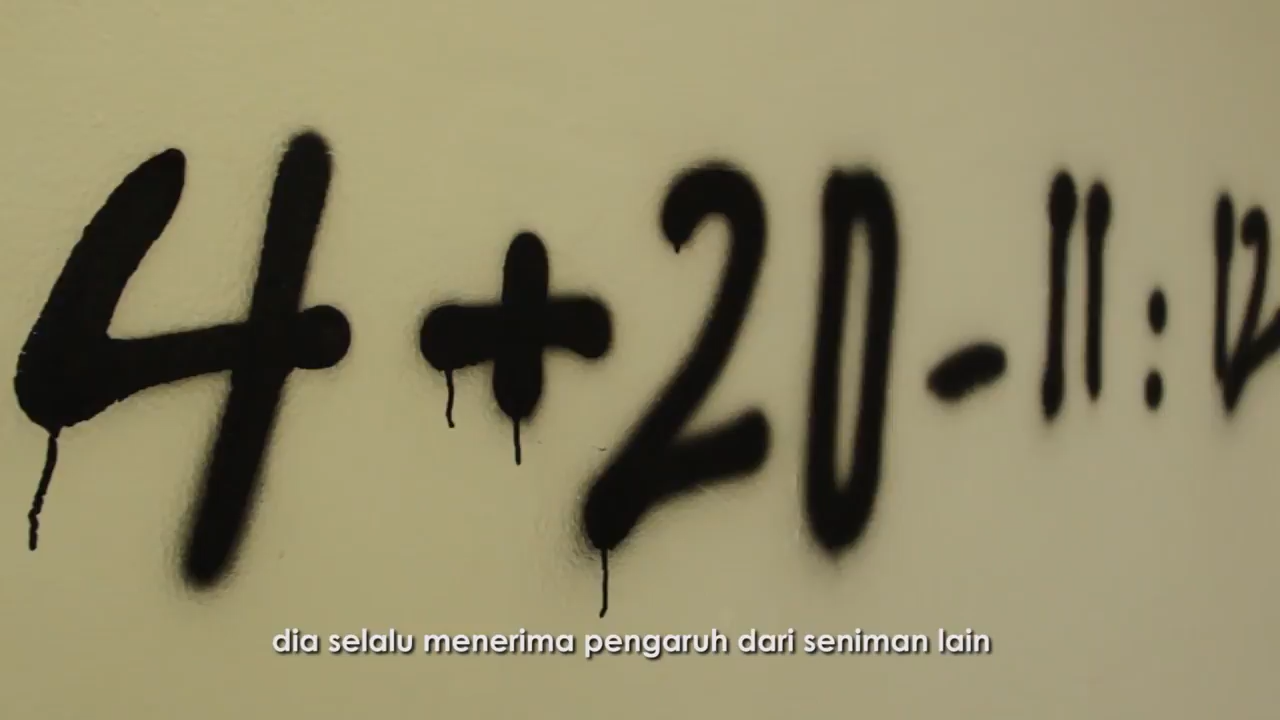 4 + 20 - 11 : 12
dia selalu menerima pengaruh dari seniman lain